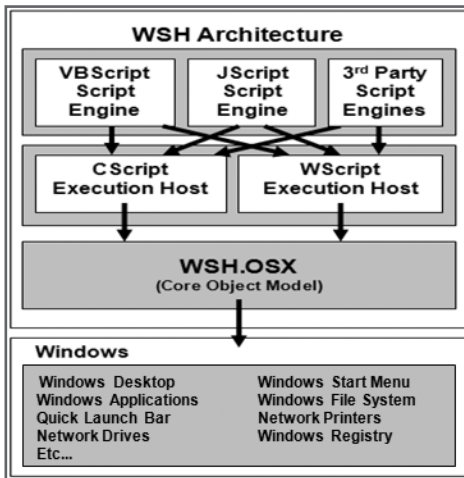 WSH Architecture
VBScript
Script
Engine
JScript
Script
Engine
3rd Party
Script
Engines
CScript
Execution Host
WScript
Execution Host
WSH.OSX
(Core Object Model)
Windows
Windows Desktop
Windows Applications
Quick Launch Bar
Network Drives
Etc...
Windows Start Menu
Windows File System
Network Printers
Windows Registry